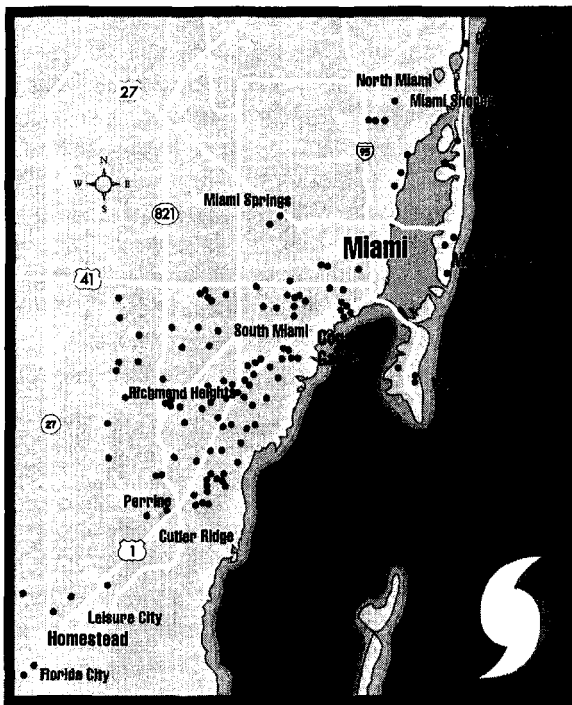 North Miami
27
Miami
95
N
W E
S
Miami Springs
821
Miami
41
South Miami
Richmond Heights
27
Perrine
Cutler Ridge
1
Leisure City
Homestead
Florida City